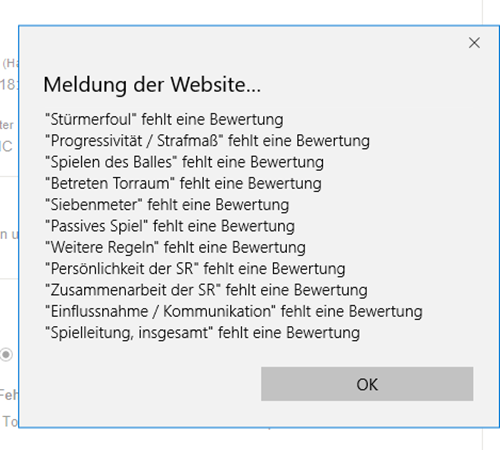 (Ha
18:
Meldung der Website...
"Stürmerfoul" fehlt eine Bewertung
ter
"Progressivität / Strafmaß" fehlt eine Bewertung
IC
"Spielen des Balles" fehlt eine Bewertung
"Betreten Torraum" fehlt eine Bewertung
"Siebenmeter" fehlt eine Bewertung
"Passives Spiel" fehlt eine Bewertung
n u
"Weitere Regeln" fehlt eine Bewertung
"Persönlichkeit der SR" fehlt eine Bewertung
"Zusammenarbeit der SR" fehlt eine Bewertung
"Einflussnahme / Kommunikation" fehlt eine Bewertung
"Spielleitung, insgesamt" fehlt eine Bewertung
OK
Feh
To